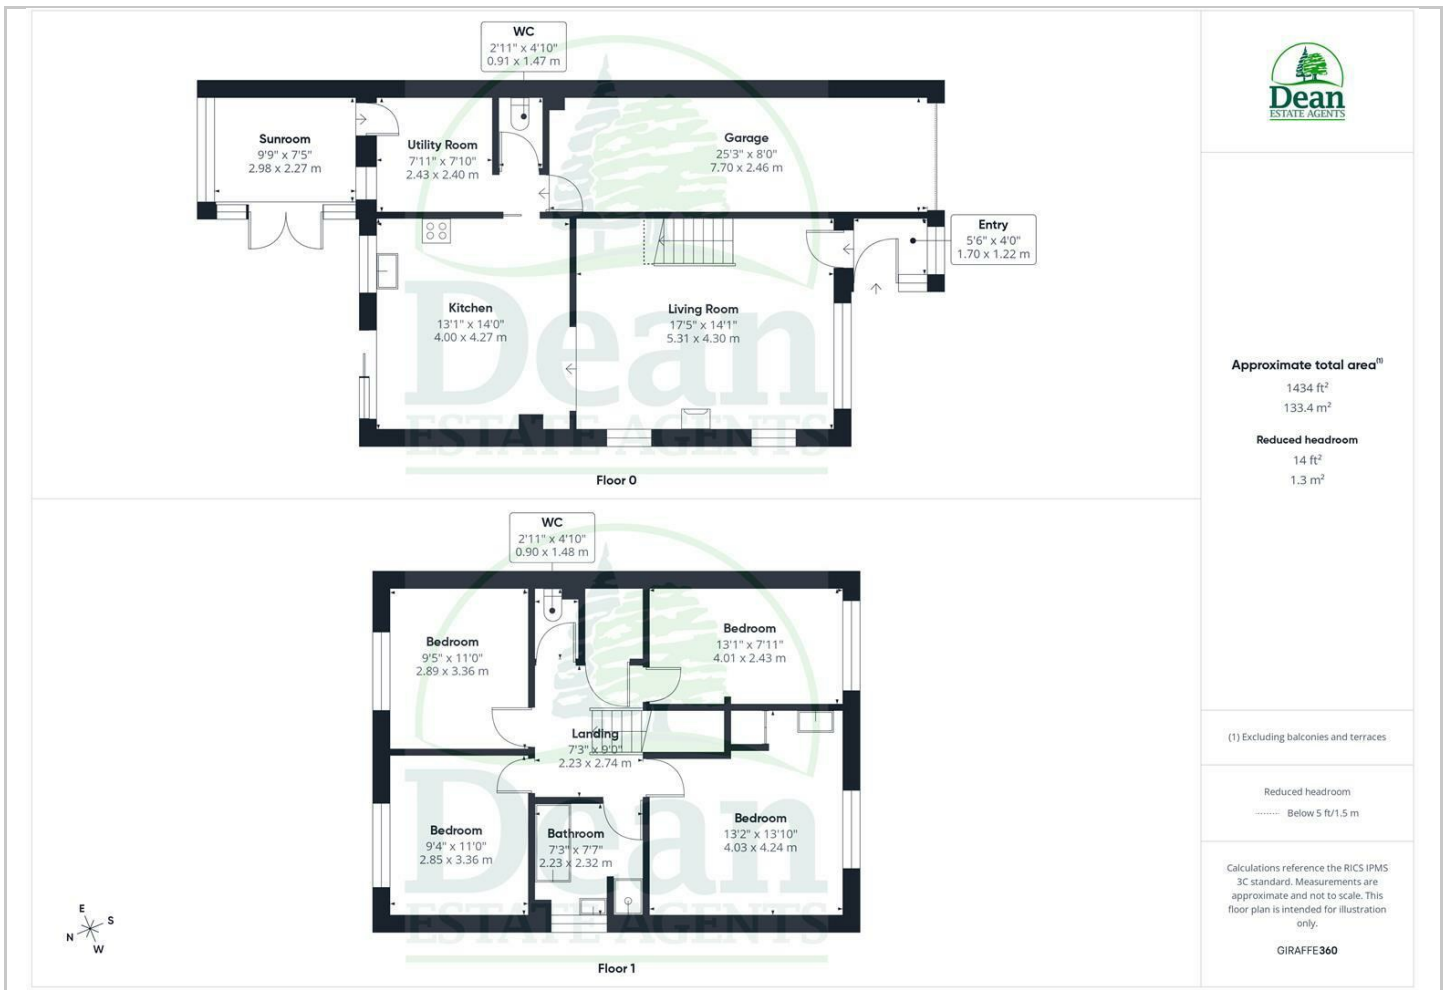 WC
2'11" x 4'10"
0.91 x 1.47 m
Sunroom
9'9" x 7'5"
2.98 x 2.27 m
Utility Room
7'11" x 7'10"
2.43 x 2.40 m
Garage
25'3" x 8'0"
7.70 x 2.46 m
Entry
5'6" x 4'0"
1.70 x 1.22 m
Kitchen
13'1" x 14'0"
4.00 x 4.27 m
Living Room
17'5" x 14'1"
5.31 x 4.30 m
Dean
ESTATE AGENTS
Floor 0
WC
2'11" x 4'10"
0.90 x 1.48 m
Bedroom
9'5" x 11'0"
2.89 x 3.36 m
Bedroom
13'1" x 7'11"
4.01 x 2.43 m
Landing
7'3" x 9'0"
2.23 x 2.74 m
Bedroom
9'4" x 11'0"
2.85 x 3.36 m
Bathroom
7'3" x 7'7"
2.23 x 2.32 m
Bedroom
13'2" x 13'10"
4.03 x 4.24 m
Dean
ESTATE AGENTS
E
S
N
W
Floor 1
Dean
ESTATE AGENTS
Approximate total area(1)
1434 ft²
133.4 m²
Reduced headroom
14 ft²
1.3 m²
(1) Excluding balconies and terraces
Reduced headroom
Below 5 ft/1.5 m
Calculations reference the RICS IPMS
3C standard. Measurements are
approximate and not to scale. This
floor plan is intended for illustration
only.
GIRAFFE360